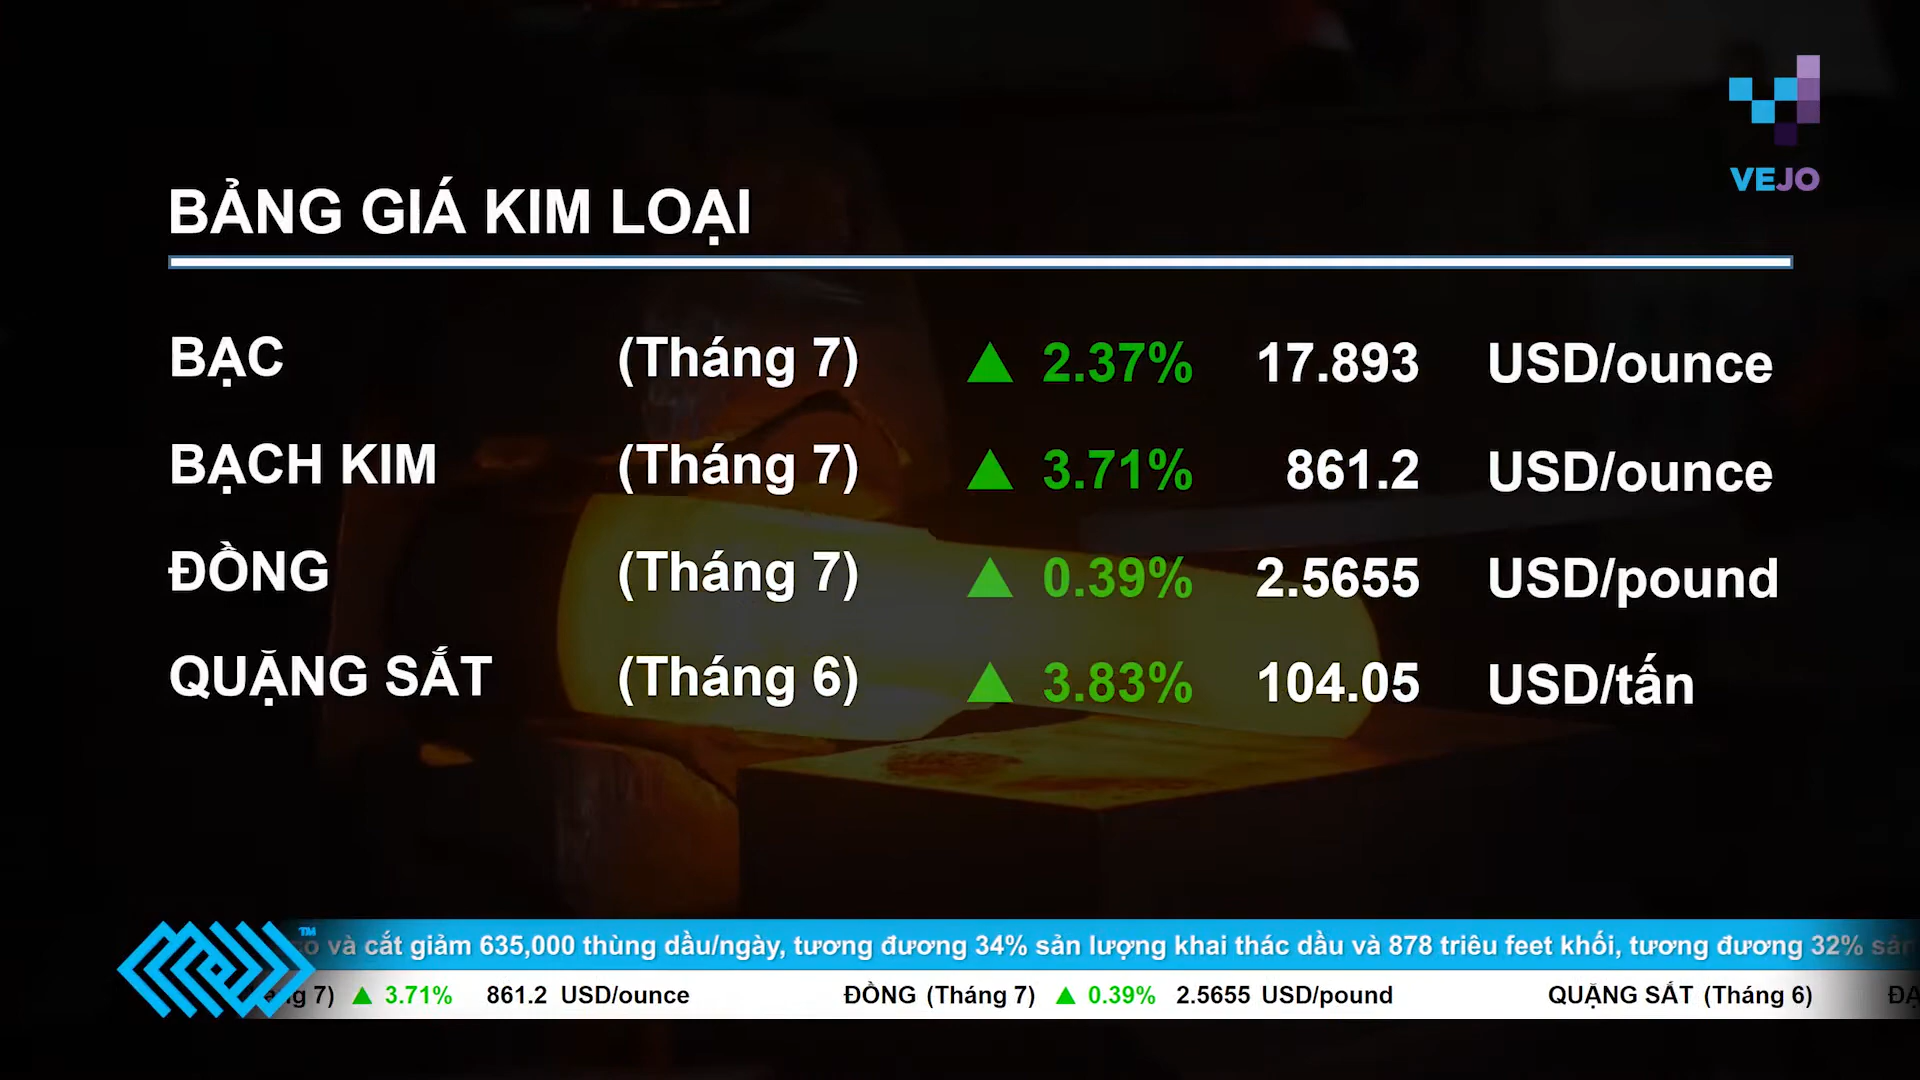 VEJO
BẢNG GIÁ KIM LOẠI
BẠC (Tháng 7) ▲ 2.37% 17.893 USD/ounce
BẠCH KIM (Tháng 7) ▲ 3.71% 861.2 USD/ounce
ĐỒNG (Tháng 7) ▲ 0.39% 2.5655 USD/pound
QUẶNG SẮT (Tháng 6) ▲ 3.83% 104.05 USD/tấn
và cắt giảm 635,000 thùng dầu/ngày, tương đương 34% sản lượng khai thác dầu và 878 triệu feet khối, tương đương 32%
7) ▲ 3.71% 861.2 USD/ounce ĐỒNG (Tháng 7) ▲ 0.39% 2.5655 USD/pound QUẶNG SẮT (Tháng 6)